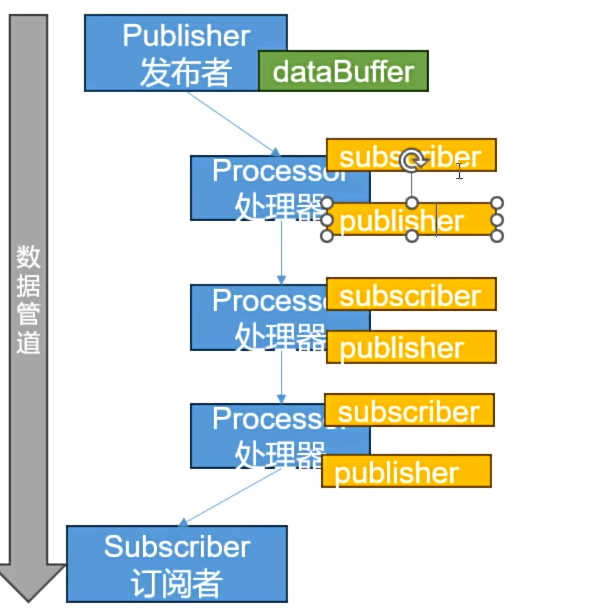 Publisher
发布者
dataBuffer
subscriber
Processor
处理器
publisher
subscriber
Processor
处理器
publisher
subscriber
Processor
处理器
publisher
数据管道
Subscriber
订阅者